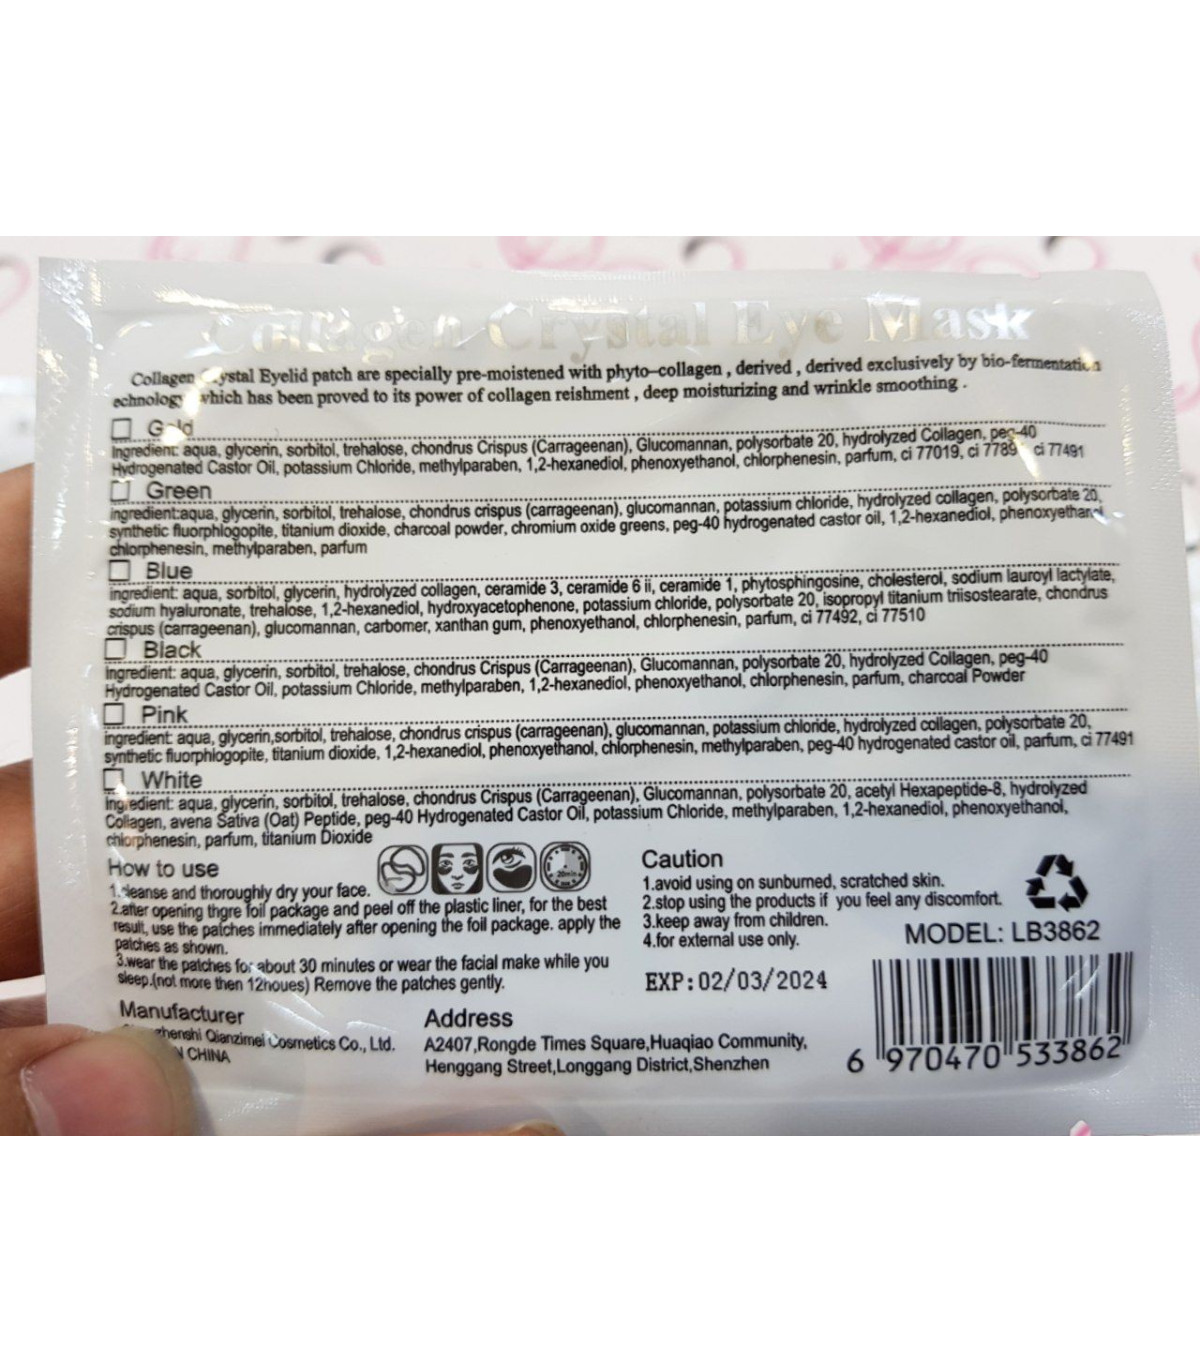 Collagen Crystal Eye Mask
Collagen ystal Eyelid patch are specially pre-moistened with phyto-collagen , derived , derived exclusively by bio-fermentation
echnology which has been proved to its power of collagen reishment , deep moisturizing and wrinkle smoothing .
Gold
Ingredient: aqua, glycerin, sorbitol, trehalose, chondrus Crispus (Carrageenan), Glucomannan, polysorbate 20, hydrolyzed Collagen, peg-40
Hydrogenated Castor Oil, potassium Chloride, methylparaben, 1,2-hexanediol, phenoxyethanol, chlorphenesin, parfum, ci 77019, ci 7789 ci 77491
Green
ingredient:aqua, glycerin, sorbitol, trehalose, chondrus crispus (carrageenan), glucomannan, potassium chloride, hydrolyzed collagen, polysorbate 20,
synthetic fluorphlogopite, titanium dioxide, charcoal powder, chromium oxide greens, peg-40 hydrogenated castor oil, 1,2-hexanediol, phenoxyethanol
chlorphenesin, methylparaben, parfum
Blue
ingredient: aqua, sorbitol, glycerin, hydrolyzed collagen, ceramide 3, ceramide 6 ii, ceramide 1, phytosphingosine, cholesterol, sodium lauroyl lactylate,
sodium hyaluronate, trehalose, 1,2-hexanediol, hydroxyacetophenone, potassium chloride, polysorbate 20, isopropyl titanium triisostearate, chondrus
crispus (carrageenan), glucomannan, carbomer, xanthan gum, phenoxyethanol, chlorphenesin, parfum, ci 77492, ci 77510
Black
Ingredient: aqua, glycerin, sorbitol, trehalose, chondrus Crispus (Carrageenan), Glucomannan, polysorbate 20, hydrolyzed Collagen, peg-40
Hydrogenated Castor Oil, potassium Chloride, methylparaben, 1,2-hexanediol, phenoxyethanol, chlorphenesin, parfum, charcoal Powder
Pink
ingredient: aqua, glycerin,sorbitol, trehalose, chondrus crispus (carrageenan), glucomannan, potassium chloride, hydrolyzed collagen, polysorbate 20,
synthetic fluorphlogopite, titanium dioxide, 1,2-hexanediol, phenoxyethanol, chlorphenesin, methylparaben, peg-40 hydrogenated castor oil, parfum, ci 77491
White
Ingredient: aqua, glycerin, sorbitol, trehalose, chondrus Crispus (Carrageenan), Glucomannan, polysorbate 20, acetyl Hexapeptide-8, hydrolyzed
Collagen, avena Sativa (Oat) Peptide, peg-40 Hydrogenated Castor Oil, potassium Chloride, methylparaben, 1,2-hexanediol, phenoxyethanol,
chlorphenesin, parfum, titanium Dioxide
How to use
1.cleanse and thoroughly dry your face.
2.after opening thgre foil package and peel off the plastic liner, for the best
result, use the patches immediately after opening the foil package. apply the
patches as shown.
3.wear the patches for about 30 minutes or wear the facial make while you
sleep.(not more then 12houes) Remove the patches gently.
Caution
1.avoid using on sunburned, scratched skin.
2.stop using the products if you feel any discomfort.
3.keep away from children.
4.for external use only.
MODEL: LB3862
EXP:02/03/2024
Manufacturer
Qianzimei Cosmetics Co., Ltd.
CHINA
Address
A2407,Rongde Times Square,Huaqiao Community,
Henggang Street,Longgang District,Shenzhen
6 970470 533862